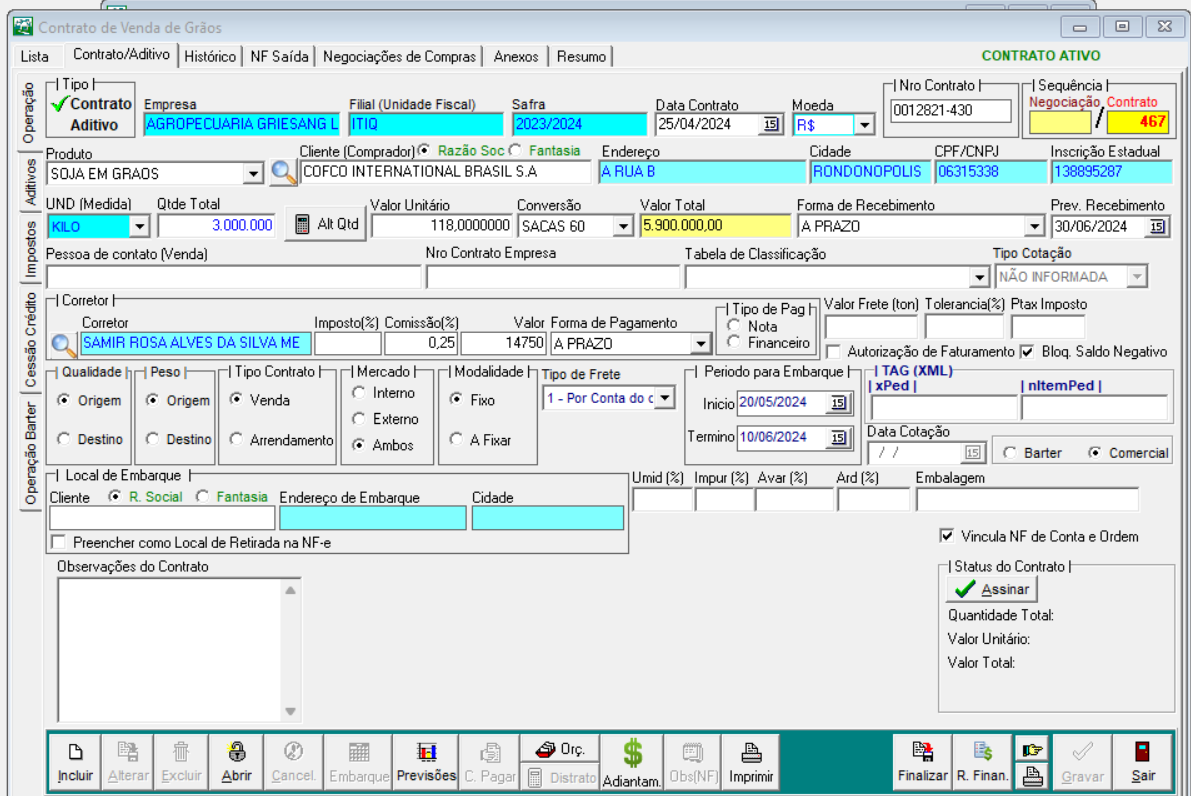 Contrato de Venda de Grãos
Lista Contrato/Aditivo Histórico NF Saída Negociações de Compras Anexos Resumo CONTRATO ATIVO
Operação
Aditivos
Impostos
Cessão Crédito
Operação Barter
Tipo
Contrato
Aditivo
Empresa Filial (Unidade Fiscal) Safra Data Contrato Moeda
AGROPECUARIA GRIESANG L ITIQ 2023/2024 25/04/2024 15 R$
Nro Contrato
0012821-430
Sequência
Negociação Contrato
/ 467
Produto Cliente (Comprador) Razão Soc Fantasia Endereço Cidade CPF/CNPJ Inscrição Estadual
SOJA EM GRAOS COFCO INTERNATIONAL BRASIL S.A A RUA B RONDONOPOLIS 06315338 138895287
UND (Medida) Qtde Total Valor Unitário Conversão Valor Total Forma de Recebimento Prev. Recebimento
KILO 3.000.000 Alt Qtd 118,0000000 SACAS 60 5.900.000,00 A PRAZO 30/06/2024 15
Pessoa de contato (Venda) Nro Contrato Empresa Tabela de Classificação Tipo Cotação
NÃO INFORMADA
Corretor
Corretor Imposto(%) Comissão(%) Valor Forma de Pagamento
SAMIR ROSA ALVES DA SILVA ME 0,25 14750 A PRAZO
Tipo de Pag
Nota
Financeiro
Valor Frete (ton) Tolerancia(%) Ptax Imposto
Autorização de Faturamento Bloq. Saldo Negativo
Qualidade
Origem
Destino
Peso
Origem
Destino
Tipo Contrato
Venda
Arrendamento
Mercado
Interno
Externo
Ambos
Modalidade
Fixo
A Fixar
Tipo de Frete
1 - Por Conta do
Periodo para Embarque
Inicio 20/05/2024 15
Termino 10/06/2024 15
TAG (XML)
xPed nItemPed
Data Cotação
/ / 15 Barter Comercial
Local de Embarque
Cliente R. Social Fantasia Endereço de Embarque Cidade
Preencher como Local de Retirada na NF-e
Umid (%) Impur (%) Avar (%) Ard (%) Embalagem
Vincula NF de Conta e Ordem
Observações do Contrato
Status do Contrato
Assinar
Quantidade Total:
Valor Unitário:
Valor Total:
Incluir Alterar Excluir Abrir Cancel. Embarque Previsões C. Pagar Orç. Distrato Adiantam. Obs(NF) Imprimir Finalizar R. Finan. Gravar Sair